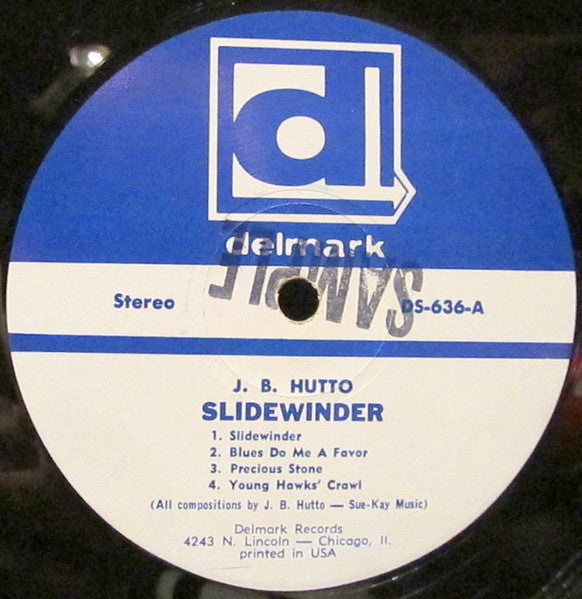 d
delmark
SAMPLE
Stereo
DS-636-A
J. B. HUTTO
SLIDEWINDER
1. Slidewinder
2. Blues Do Me A Favor
3. Precious Stone
4. Young Hawks' Crawl
(All compositions by J. B. Hutto — Sue-Kay Music)
Delmark Records
4243 N. Lincoln — Chicago, Il.
printed in USA